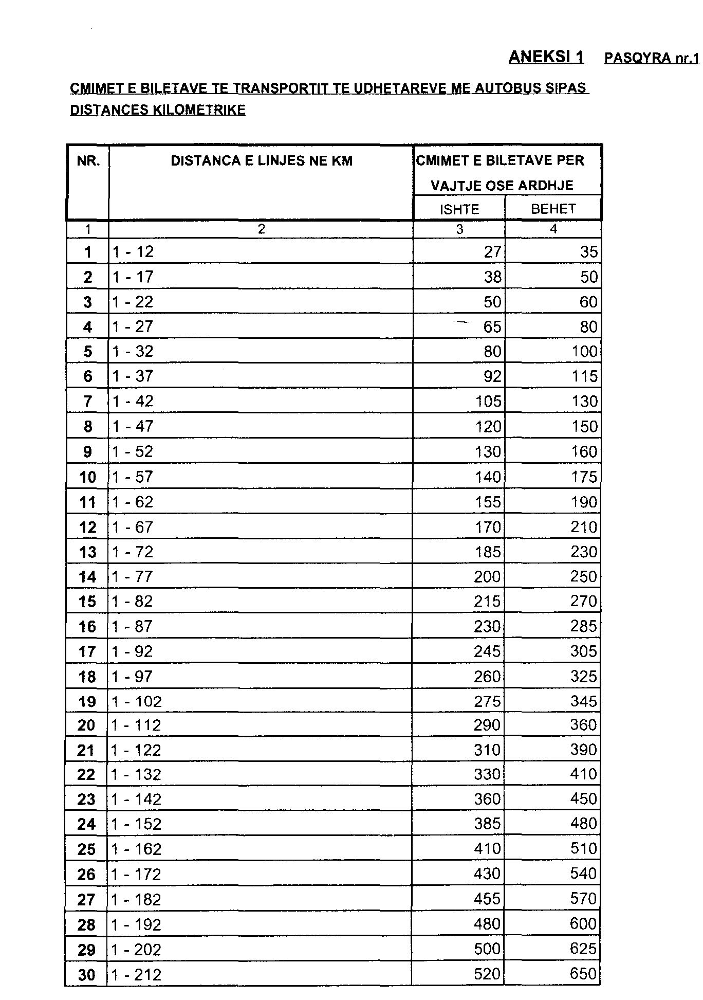 ANEKSI 1 PASQYRA nr.1
CMIMET E BILETAVE TE TRANSPORTIT TE UDHETAREVE ME AUTOBUS SIPAS
DISTANCES KILOMETRIKE
NR. DISTANCA E LINJES NE KM CMIMET E BILETAVE PER
VAJTJE OSE ARDHJE
ISHTE BEHET
1 2 3 4
1 1 - 12 27 35
2 1 - 17 38 50
3 1 - 22 50 60
4 1 - 27 65 80
5 1 - 32 80 100
6 1 - 37 92 115
7 1 - 42 105 130
8 1 - 47 120 150
9 1 - 52 130 160
10 1 - 57 140 175
11 1 - 62 155 190
12 1 - 67 170 210
13 1 - 72 185 230
14 1 - 77 200 250
15 1 - 82 215 270
16 1 - 87 230 285
17 1 - 92 245 305
18 1 - 97 260 325
19 1 - 102 275 345
20 1 - 112 290 360
21 1 - 122 310 390
22 1 - 132 330 410
23 1 - 142 360 450
24 1 - 152 385 480
25 1 - 162 410 510
26 1 - 172 430 540
27 1 - 182 455 570
28 1 - 192 480 600
29 1 - 202 500 625
30 1 - 212 520 650